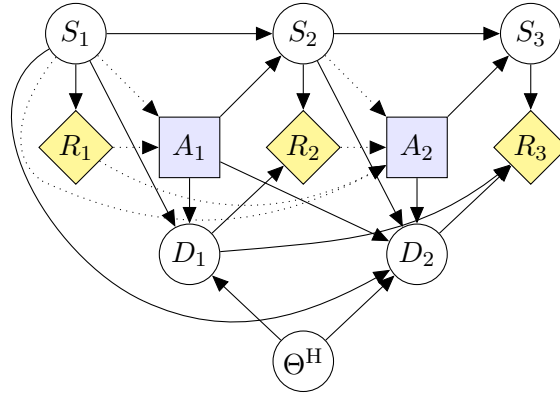 S₁ S₂ S₃
R₁ A₁ R₂ A₂ R₃
D₁ D₂
Θᴴ